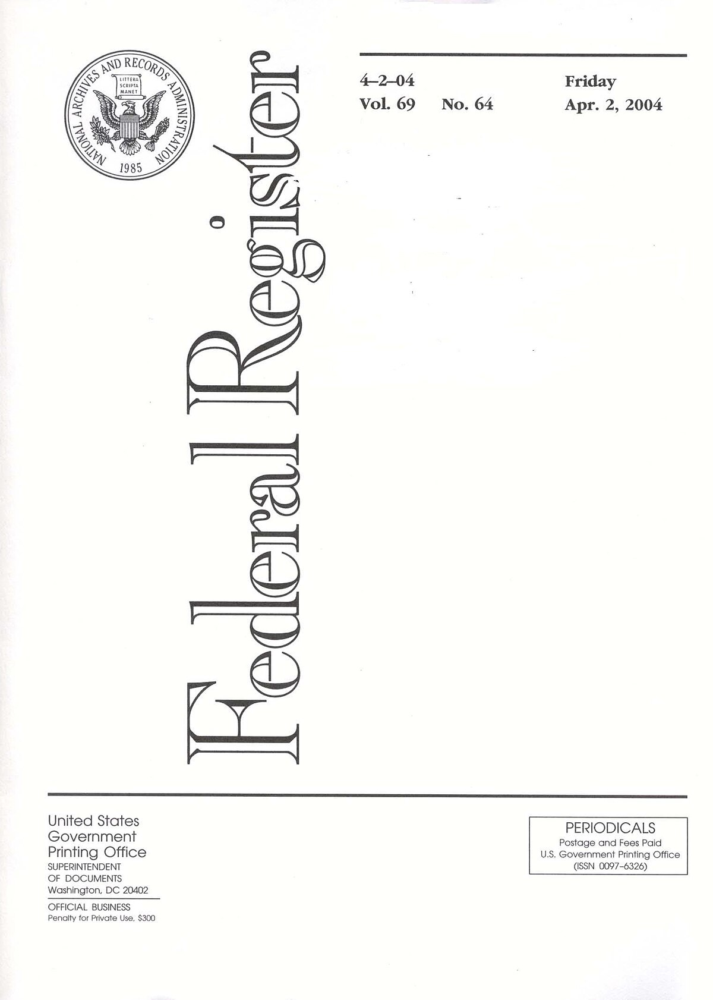 NATIONAL ARCHIVES AND RECORDS ADMINISTRATION
LITTERA
SCRIPTA
MANET
1985
Federal Register
4–2–04
Vol. 69 No. 64
Friday
Apr. 2, 2004
United States
Government
Printing Office
SUPERINTENDENT
OF DOCUMENTS
Washington, DC 20402
OFFICIAL BUSINESS
Penalty for Private Use, $300
PERIODICALS
Postage and Fees Paid
U.S. Government Printing Office
(ISSN 0097–6326)